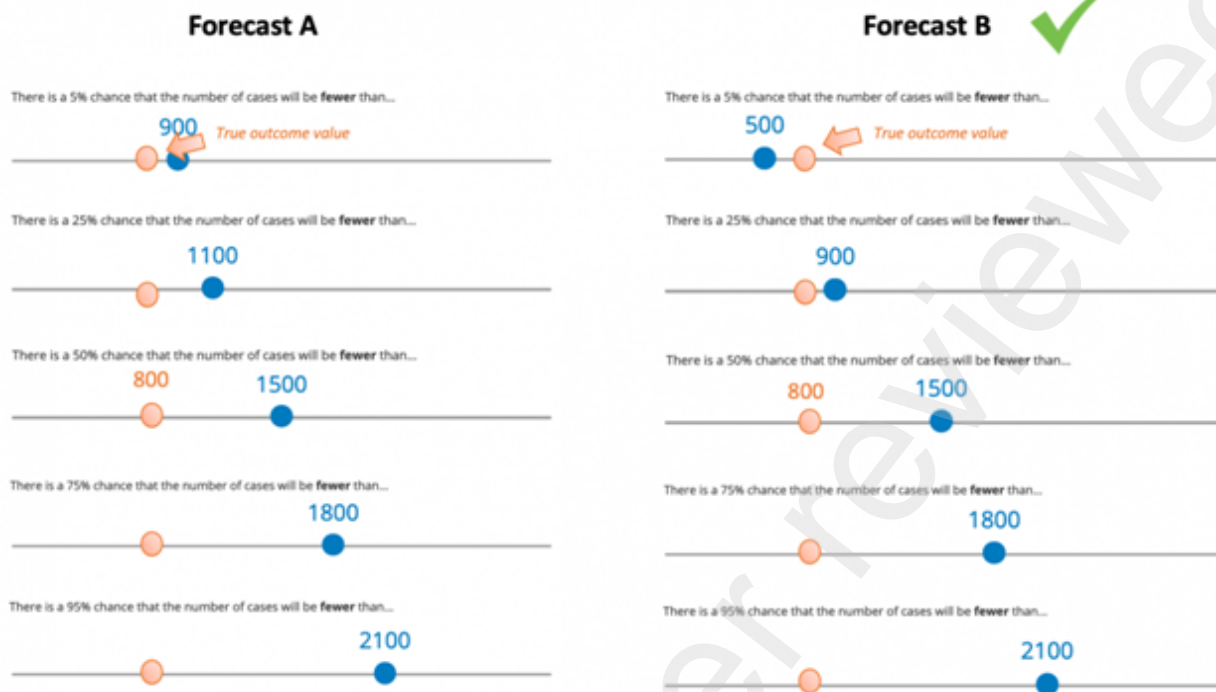 Forecast A
There is a 5% chance that the number of cases will be fewer than...
900
True outcome value
There is a 25% chance that the number of cases will be fewer than...
1100
There is a 50% chance that the number of cases will be fewer than...
800 1500
There is a 75% chance that the number of cases will be fewer than...
1800
There is a 95% chance that the number of cases will be fewer than...
2100
Forecast B
There is a 5% chance that the number of cases will be fewer than...
500
True outcome value
There is a 25% chance that the number of cases will be fewer than...
900
There is a 50% chance that the number of cases will be fewer than...
800 1500
There is a 75% chance that the number of cases will be fewer than...
1800
There is a 95% chance that the number of cases will be fewer than...
2100
er reviewed